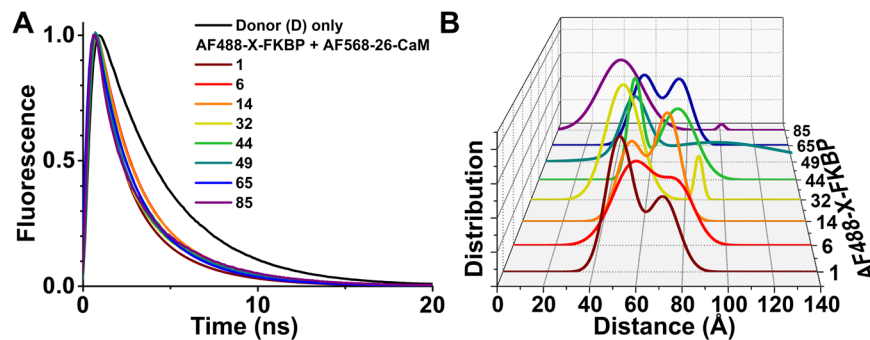 A
Fluorescence
1.0
0.5
0.0
0
10
20
Time (ns)
Donor (D) only
AF488-X-FKBP + AF568-26-CaM
1
6
14
32
44
49
65
85
B
Distribution
0 20 40 60 80 100 120 140
Distance (Å)
85
65
49
44
32
14
6
1
AF488-X-FKBP